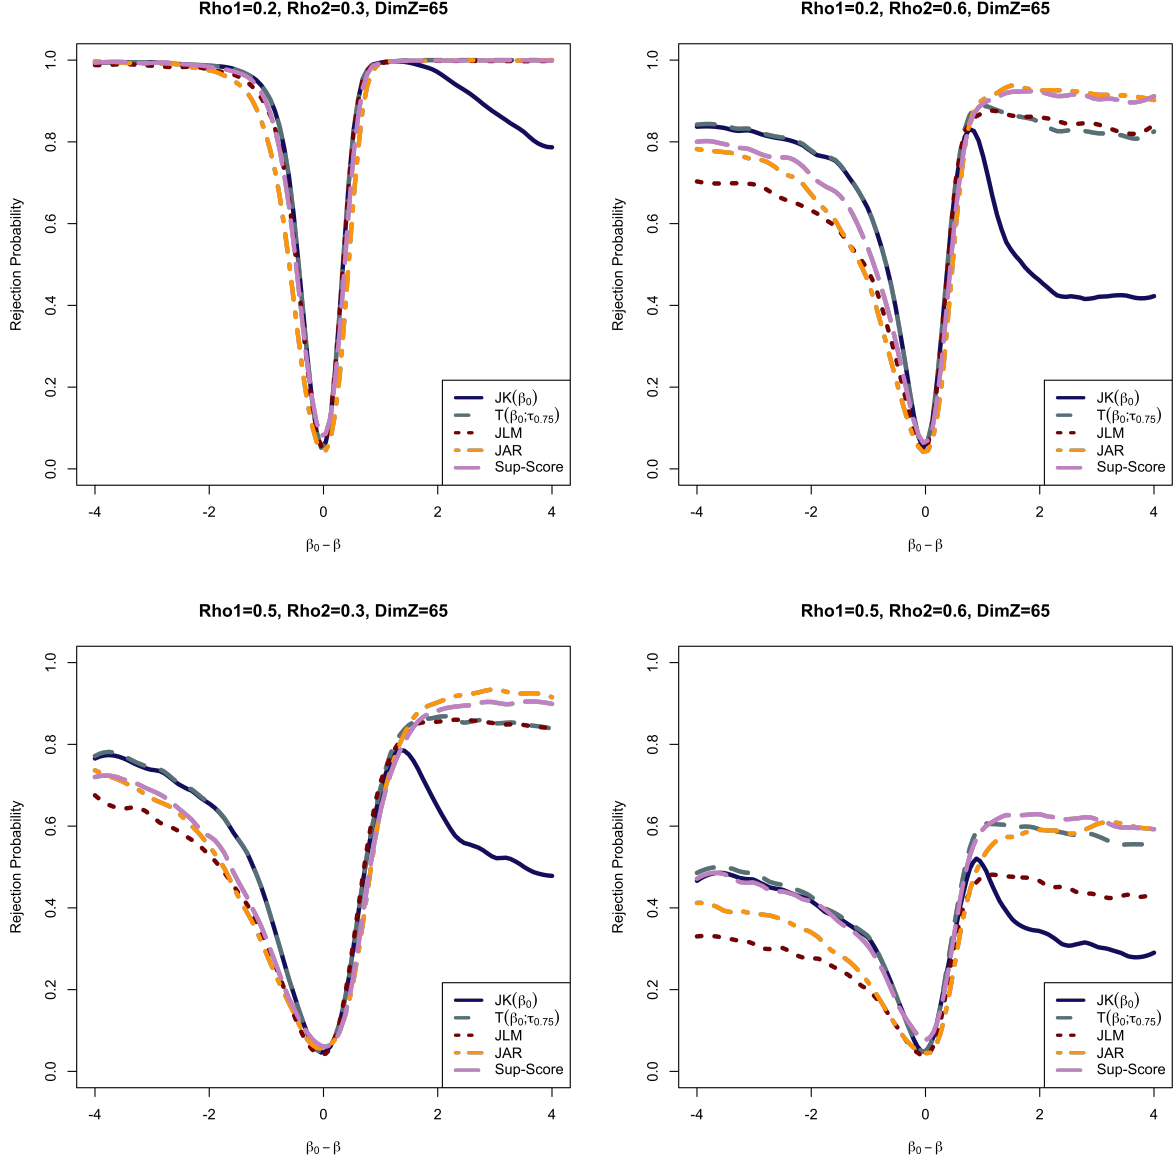 Rho1=0.2, Rho2=0.3, DimZ=65
Rejection Probability
1.0
0.8
0.6
0.4
0.2
0.0
JK(β0)
T(β0;τ0.75)
JLM
JAR
Sup-Score
-4 -2 0 2 4
β0 − β
Rho1=0.2, Rho2=0.6, DimZ=65
Rejection Probability
1.0
0.8
0.6
0.4
0.2
0.0
JK(β0)
T(β0;τ0.75)
JLM
JAR
Sup-Score
-4 -2 0 2 4
β0 − β
Rho1=0.5, Rho2=0.3, DimZ=65
Rejection Probability
1.0
0.8
0.6
0.4
0.2
0.0
JK(β0)
T(β0;τ0.75)
JLM
JAR
Sup-Score
-4 -2 0 2 4
β0 − β
Rho1=0.5, Rho2=0.6, DimZ=65
Rejection Probability
1.0
0.8
0.6
0.4
0.2
0.0
JK(β0)
T(β0;τ0.75)
JLM
JAR
Sup-Score
-4 -2 0 2 4
β0 − β